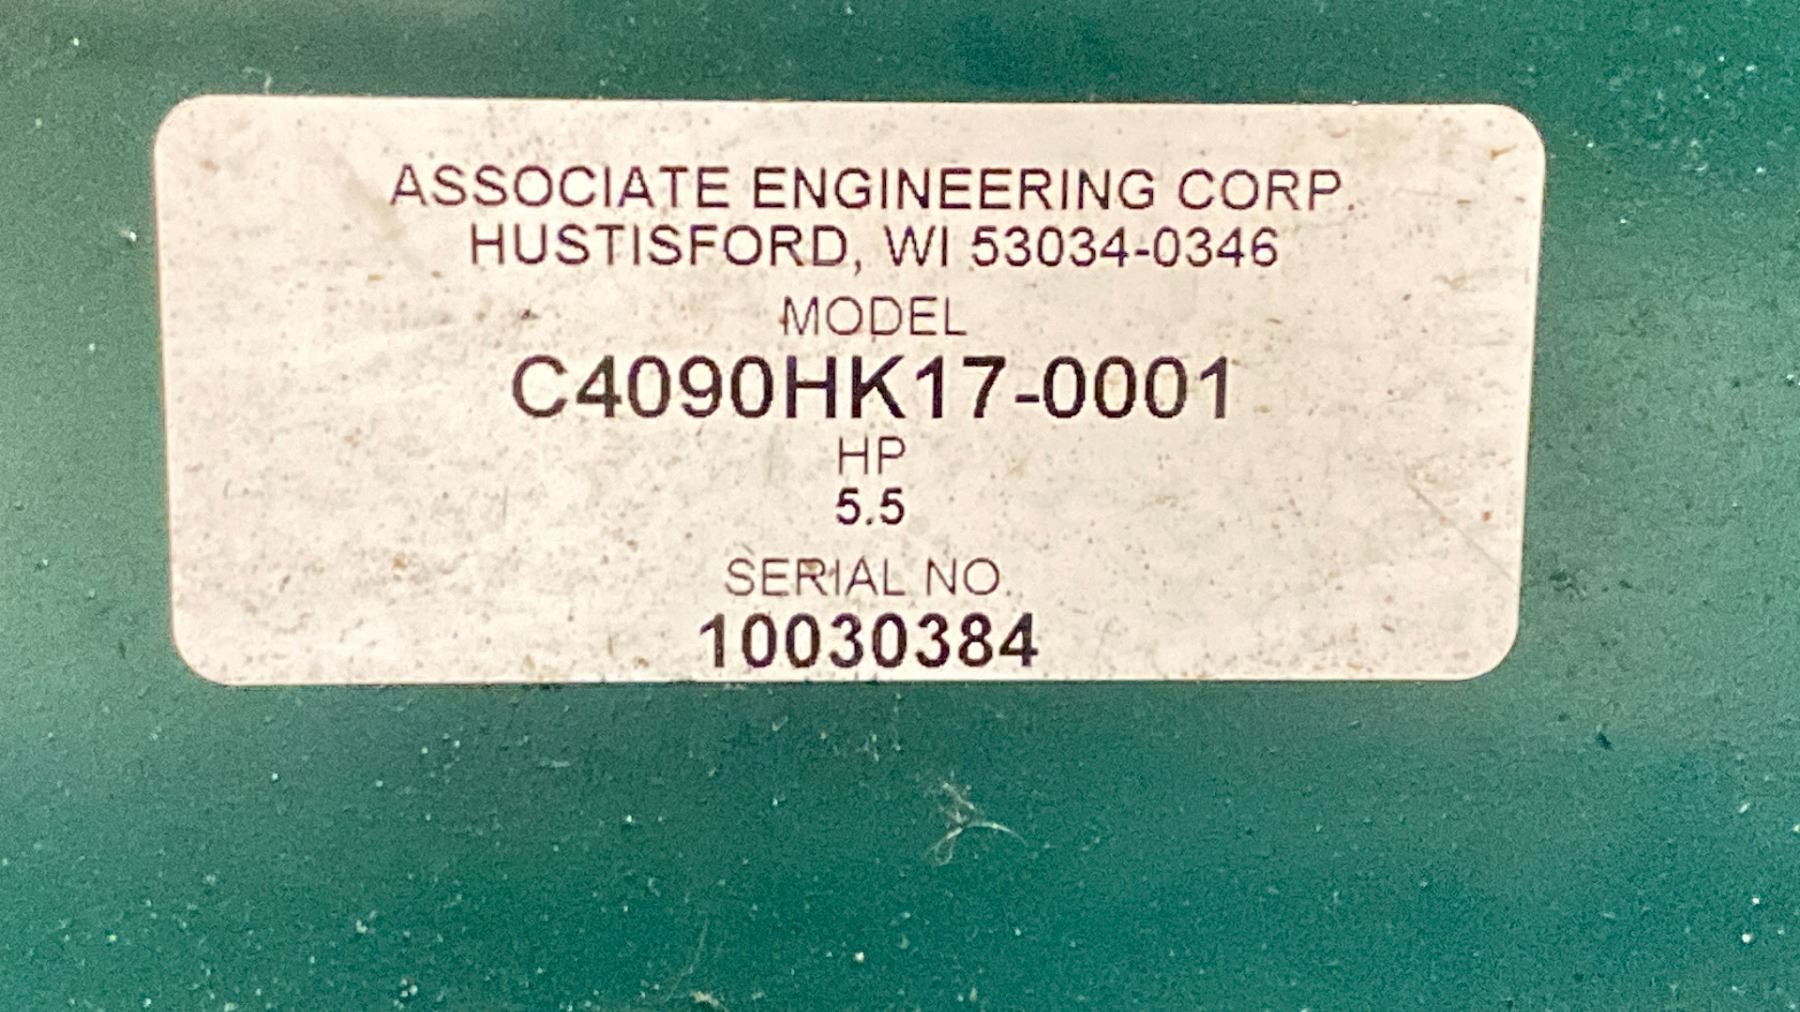 ASSOCIATE ENGINEERING CORP.
HUSTISFORD, WI 53034-0346
MODEL
C4090HK17-0001
HP
5.5
SERIAL NO.
10030384